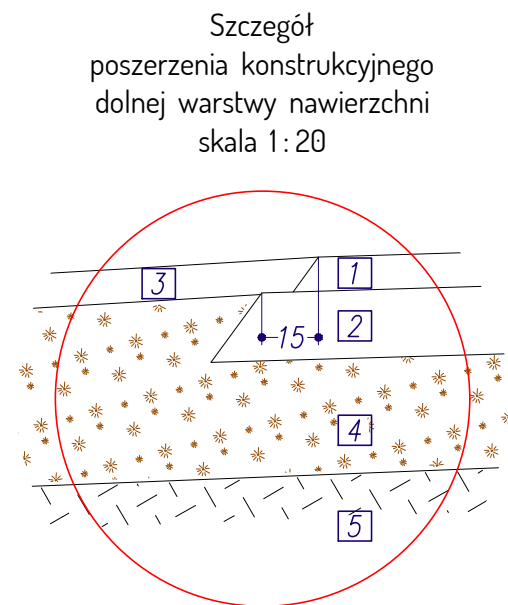 Szczegół
poszerzenia konstrukcyjnego
dolnej warstwy nawierzchni
skala 1:20
1
3
2
15
4
5